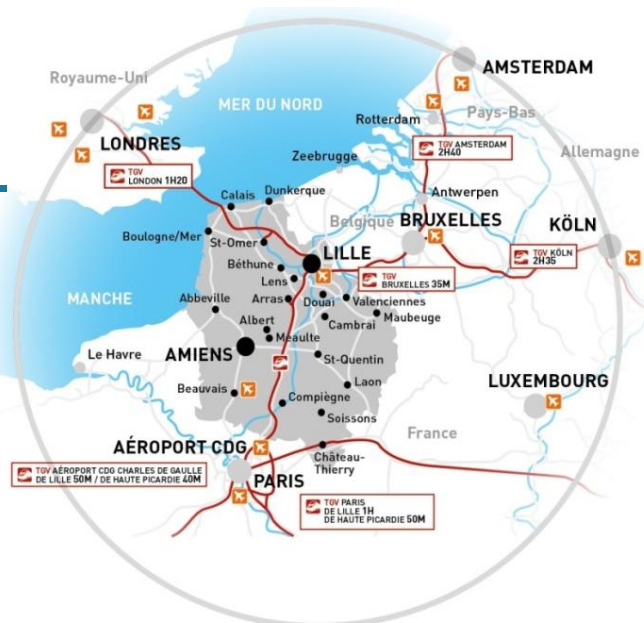 AMSTERDAM
Royaume-Uni
MER DU NORD
Rotterdam
Pays-Bas
LONDRES
TGV AMSTERDAM
2H40
Allemagne
Zeebrugge
TGV
LONDON 1H20
Calais
Dunkerque
Antwerpen
Belgique
BRUXELLES
KÖLN
Boulogne/Mer
St-Omer
LILLE
TGV KÖLN
2H35
Béthune
Lens
TGV
BRUXELLES 35M
MANCHE
Abbeville
Arras
Douai
Valenciennes
Maubeuge
Albert
Cambrai
Meaulte
Le Havre
AMIENS
St-Quentin
Beauvais
Laon
LUXEMBOURG
Compiègne
Soissons
France
AÉROPORT CDG
Château-
Thierry
TGV AÉROPORT CDG CHARLES DE GAULLE
DE LILLE 50M / DE HAUTE PICARDIE 40M
PARIS
TGV PARIS
DE LILLE 1H
DE HAUTE PICARDIE 50M